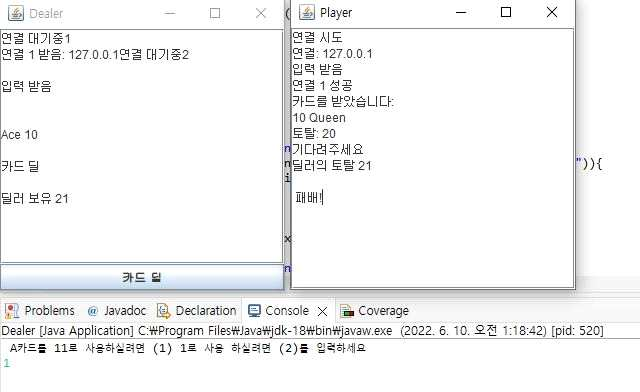 Dealer
연결 대기중1
연결 1 받음: 127.0.0.1연결 대기중2
입력 받음
Ace 10
카드 딜
딜러 보유 21
카드 딜
Player
연결 시도
연결: 127.0.0.1
입력 받음
연결 1 성공
카드를 받았습니다:
10 Queen
토탈: 20
기다려주세요
딜러의 토탈 21
패배!
")){
Problems
Javadoc
Declaration
Console
Coverage
Dealer [Java Application] C:₩Program Files₩Java₩jdk-18₩bin₩javaw.exe (2022. 6. 10. 오전 1:18:42) [pid: 520]
A카드를 11로 사용하실려면 (1) 1로 사용 하실려면 (2)를 입력하세요
1